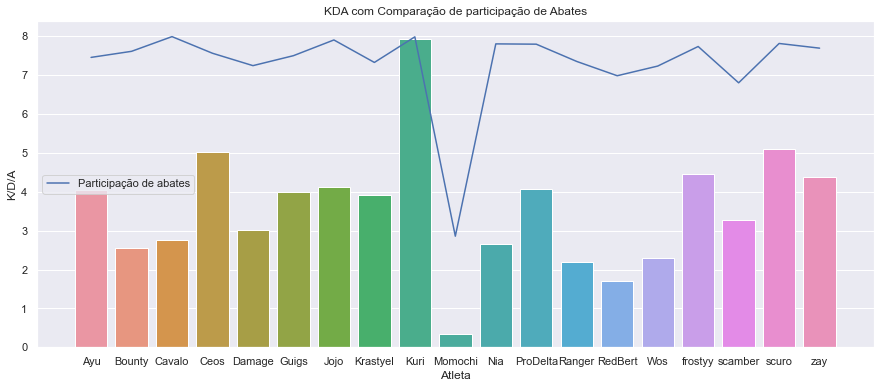 KDA com Comparação de participação de Abates
8
7
6
5
4
3
2
1
0
K/D/A
Participação de abates
Ayu Bounty Cavalo Ceos Damage Guigs Jojo Krastyel Kuri Momochi Nia ProDelta Ranger RedBert Wos frostyy scamber scuro zay
Atleta